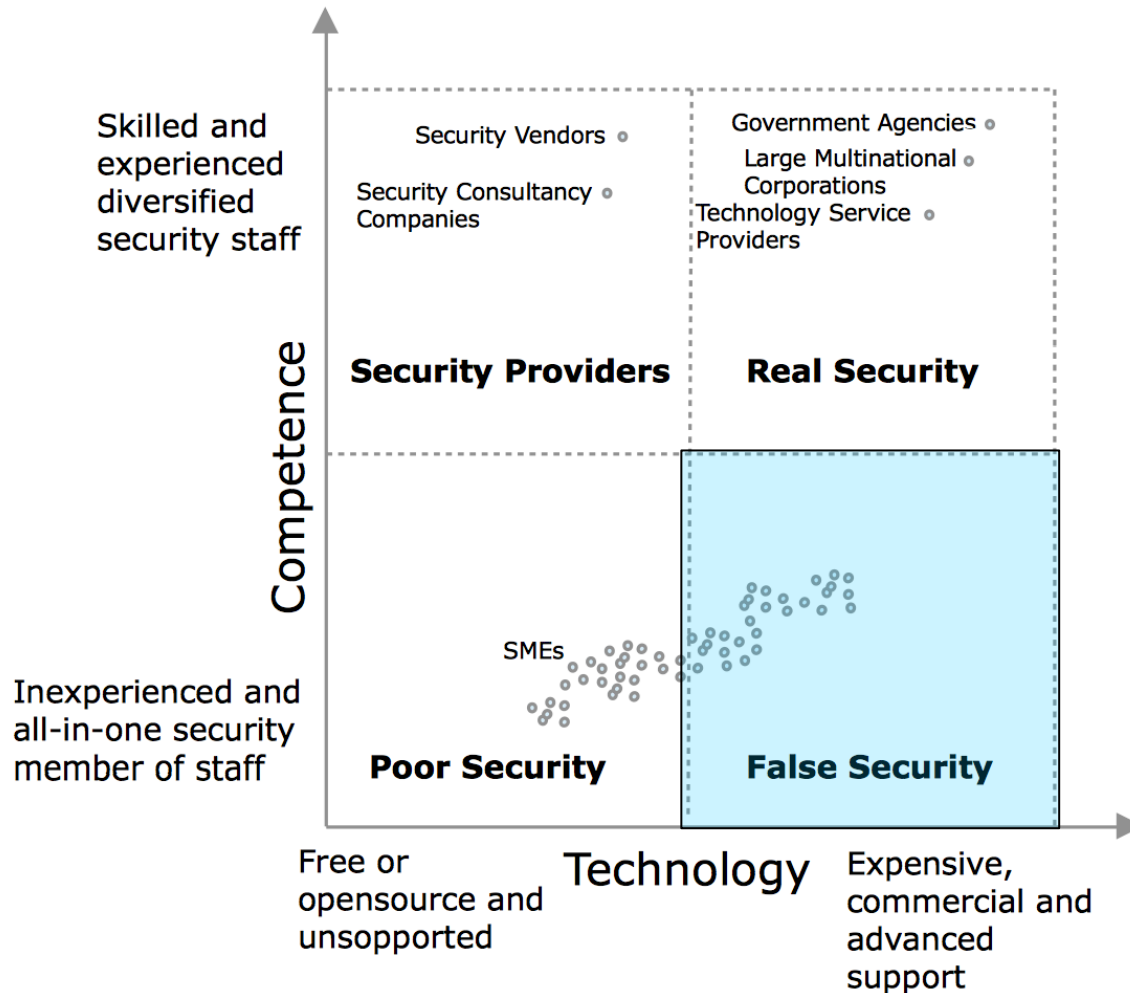 Skilled and
experienced
diversified
security staff
Security Vendors
Security Consultancy
Companies
Government Agencies
Large Multinational
Corporations
Technology Service
Providers
Security Providers
Real Security
Competence
SMEs
Inexperienced and
all-in-one security
member of staff
Poor Security
False Security
Free or
opensource and
unsopported
Technology
Expensive,
commercial and
advanced
support